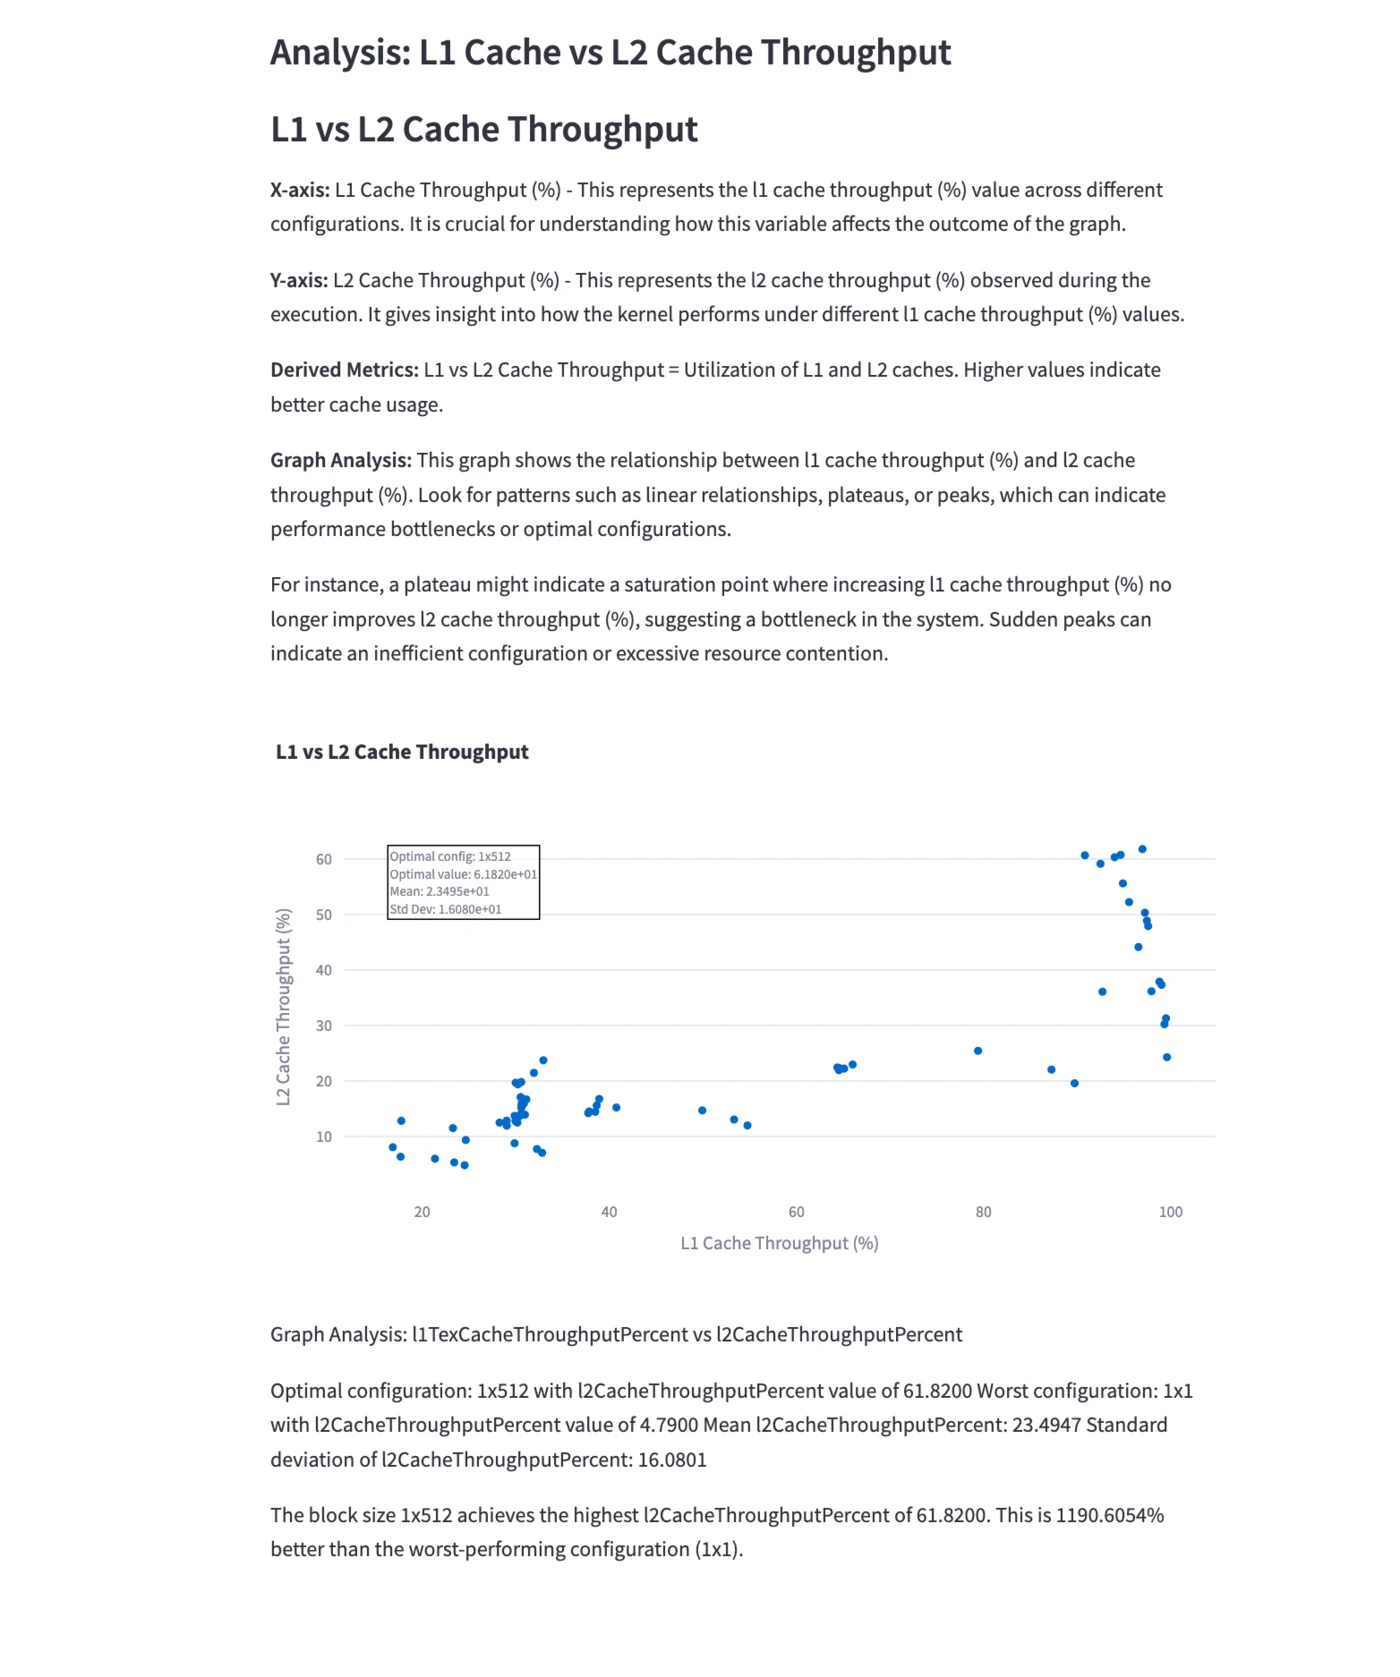 Analysis: L1 Cache vs L2 Cache Throughput
L1 vs L2 Cache Throughput
X-axis: L1 Cache Throughput (%) - This represents the l1 cache throughput (%) value across different
configurations. It is crucial for understanding how this variable affects the outcome of the graph.
Y-axis: L2 Cache Throughput (%) - This represents the l2 cache throughput (%) observed during the
execution. It gives insight into how the kernel performs under different l1 cache throughput (%) values.
Derived Metrics: L1 vs L2 Cache Throughput = Utilization of L1 and L2 caches. Higher values indicate
better cache usage.
Graph Analysis: This graph shows the relationship between l1 cache throughput (%) and l2 cache
throughput (%). Look for patterns such as linear relationships, plateaus, or peaks, which can indicate
performance bottlenecks or optimal configurations.
For instance, a plateau might indicate a saturation point where increasing l1 cache throughput (%) no
longer improves l2 cache throughput (%), suggesting a bottleneck in the system. Sudden peaks can
indicate an inefficient configuration or excessive resource contention.
L1 vs L2 Cache Throughput
Optimal config: 1x512
Optimal value: 6.1820e+01
Mean: 2.3495e+01
Std Dev: 1.6080e+01
60
50
40
30
20
10
L2 Cache Throughput (%)
20 40 60 80 100
L1 Cache Throughput (%)
Graph Analysis: l1TexCacheThroughputPercent vs l2CacheThroughputPercent
Optimal configuration: 1x512 with l2CacheThroughputPercent value of 61.8200 Worst configuration: 1x1
with l2CacheThroughputPercent value of 4.7900 Mean l2CacheThroughputPercent: 23.4947 Standard
deviation of l2CacheThroughputPercent: 16.0801
The block size 1x512 achieves the highest l2CacheThroughputPercent of 61.8200. This is 1190.6054%
better than the worst-performing configuration (1x1).